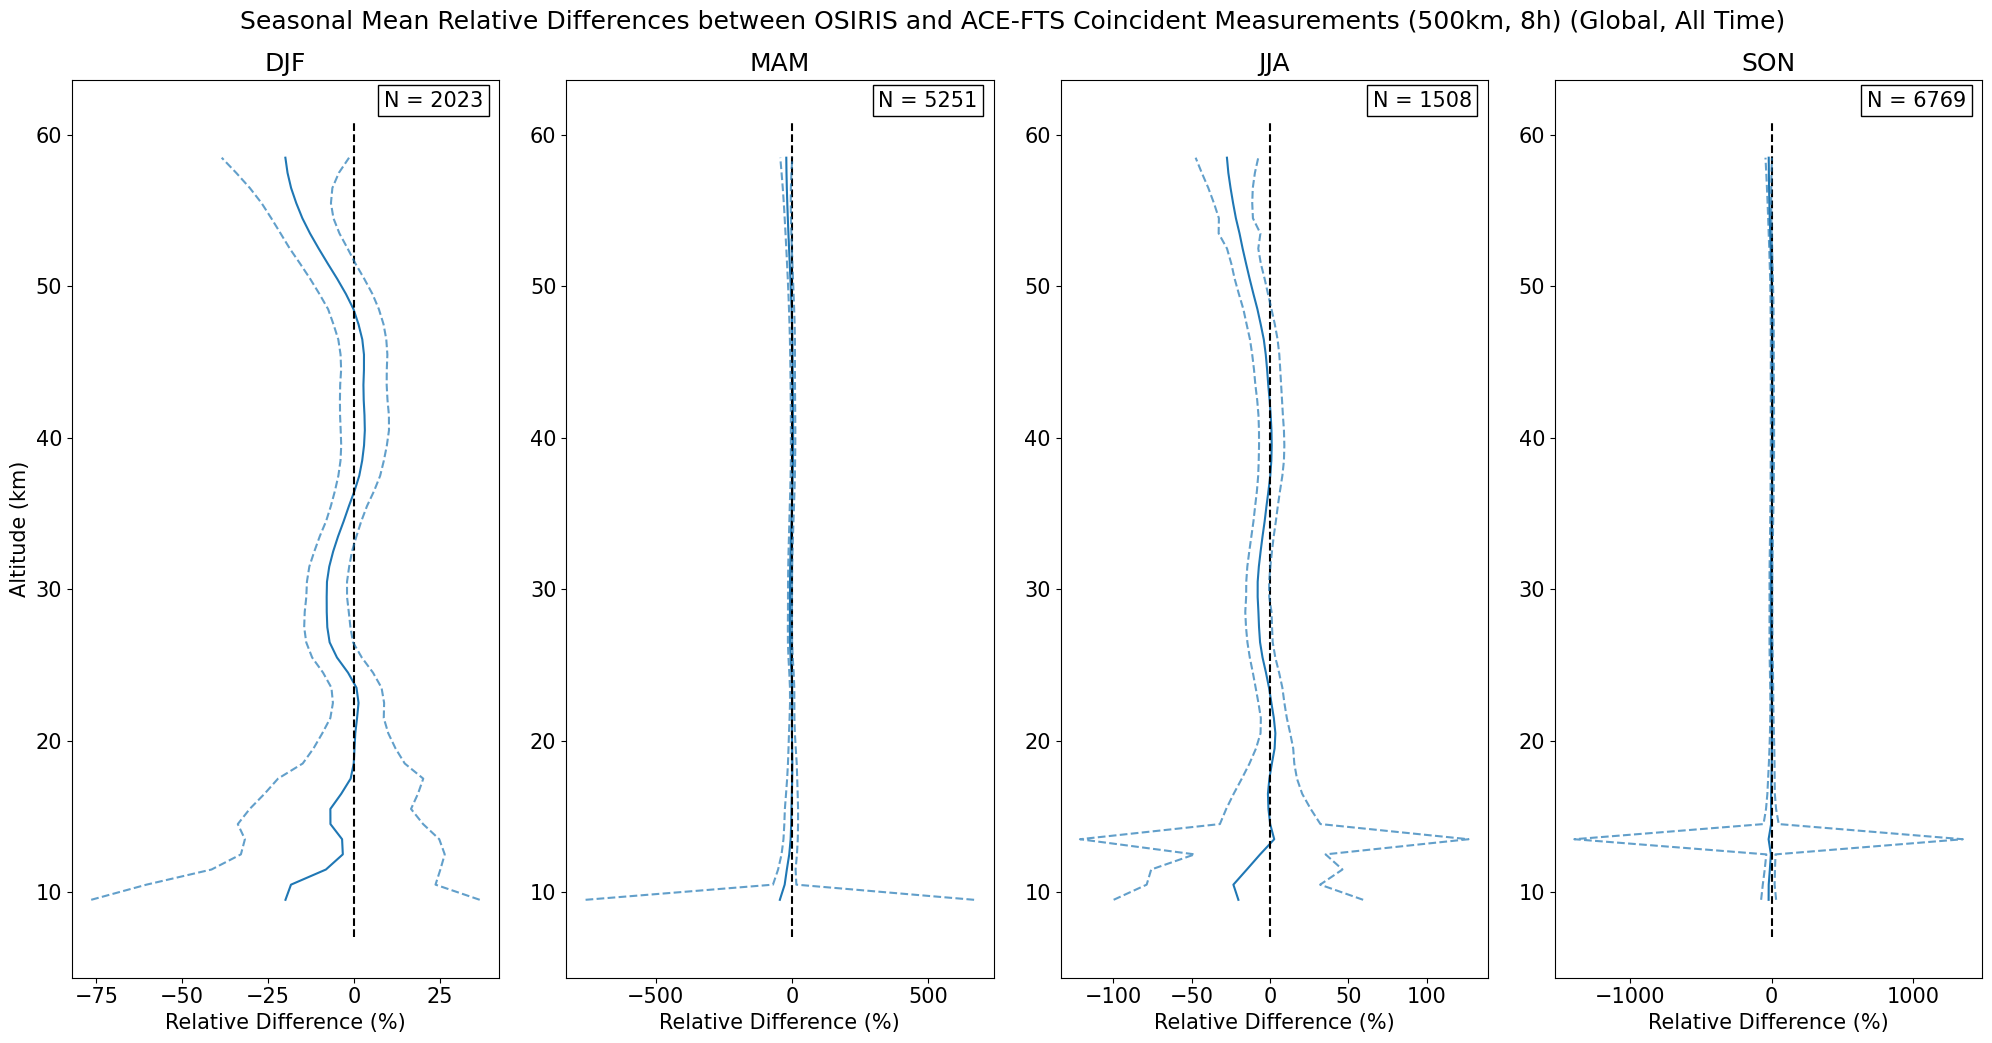 Seasonal Mean Relative Differences between OSIRIS and ACE-FTS Coincident Measurements (500km, 8h) (Global, All Time)
DJF
N = 2023
60
50
40
30
20
10
Altitude (km)
−75 −50 −25 0 25
Relative Difference (%)
MAM
N = 5251
60
50
40
30
20
10
−500 0 500
Relative Difference (%)
JJA
N = 1508
60
50
40
30
20
10
−100 −50 0 50 100
Relative Difference (%)
SON
N = 6769
60
50
40
30
20
10
−1000 0 1000
Relative Difference (%)